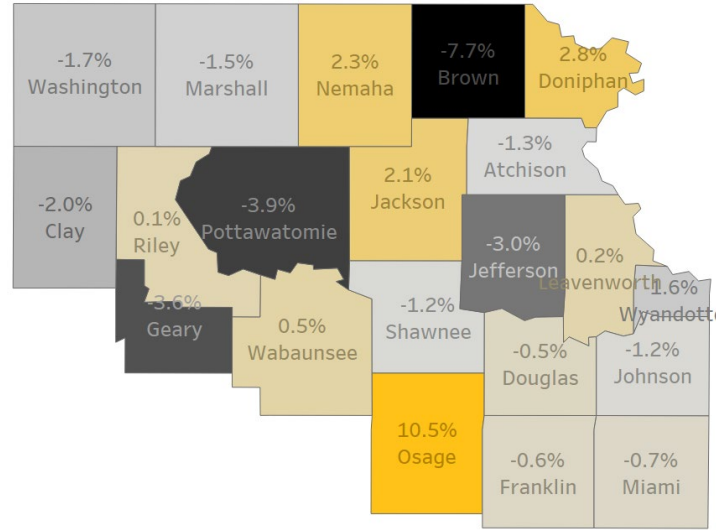 -1.7%
Washington
-1.5%
Marshall
2.3%
Nemaha
-7.7%
Brown
2.8%
Doniphan
-1.3%
Atchison
-2.0%
Clay
0.1%
Riley
-3.9%
Pottawatomie
2.1%
Jackson
-3.0%
Jefferson
0.2%
Leavenworth
-3.6%
Geary
0.5%
Wabaunsee
-1.2%
Shawnee
-0.5%
Douglas
-1.6%
Wyandotte
-1.2%
Johnson
10.5%
Osage
-0.6%
Franklin
-0.7%
Miami